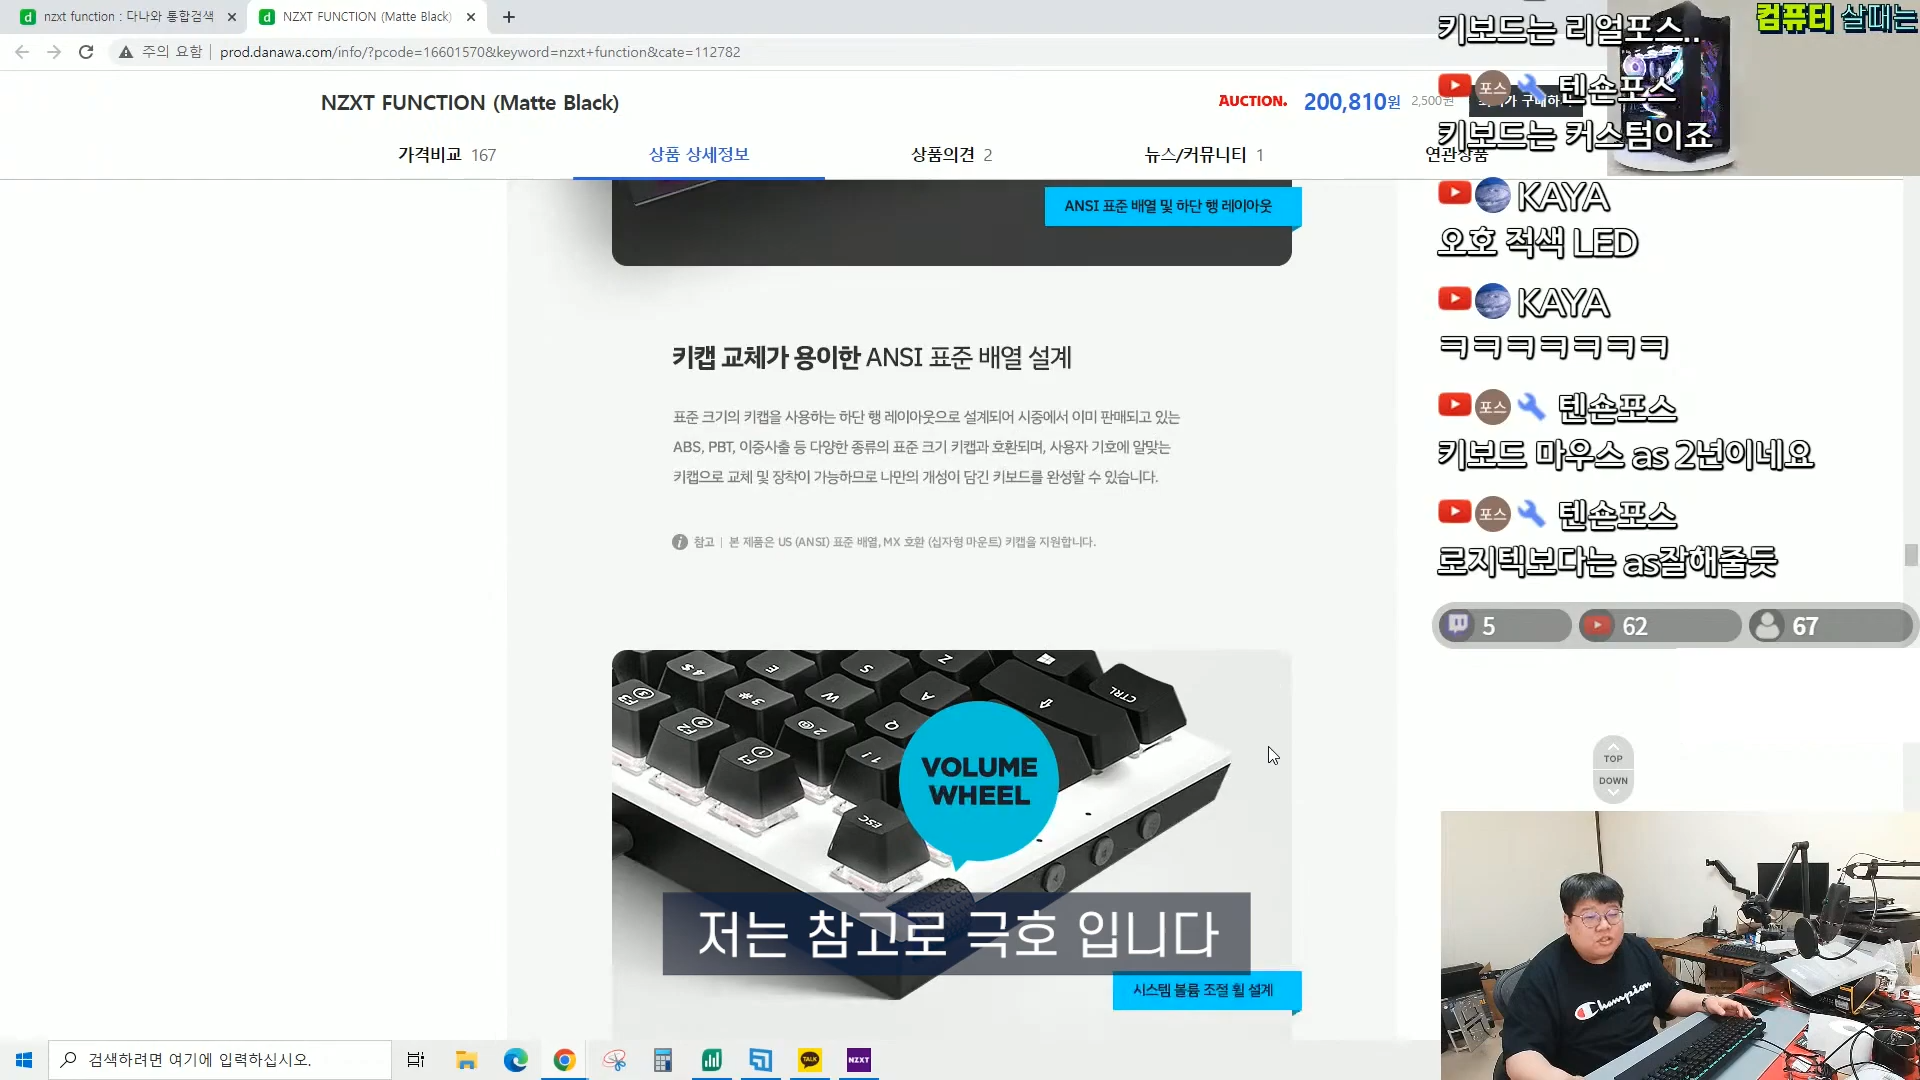 nzxt function : 다나와 통합검색
NZXT FUNCTION (Matte Black)
주의 요함
prod.danawa.com/info/?pcode=16601570&keyword=nzxt+function&cate=112782
NZXT FUNCTION (Matte Black)
AUCTION. 200,810원 2,500원
가격비교 167
상품 상세정보
상품의견 2
뉴스/커뮤니티 1
연관상품
컴퓨터 살때는
ANSI 표준 배열 및 하단 행 레이아웃
키캡 교체가 용이한 ANSI 표준 배열 설계
표준 크기의 키캡을 사용하는 하단 행 레이아웃으로 설계되어 시중에서 이미 판매되고 있는
ABS, PBT, 이중사출 등 다양한 종류의 표준 크기 키캡과 호환되며, 사용자 기호에 알맞는
키캡으로 교체 및 장착이 가능하므로 나만의 개성이 담긴 키보드를 완성할 수 있습니다.
참고 | 본 제품은 US (ANSI) 표준 배열, MX 호환 (십자형 마운트) 키캡을 지원합니다.
VOLUME
WHEEL
CTRL
ESC
F1
F2
F3
Q
W
E
A
S
Z
저는 참고로 극호 입니다
시스템 볼륨 조절 휠 설계
키보드는 리얼포스..
포스 텐숀포스
키보드는 커스텀이죠
KAYA
오호 적색 LED
KAYA
ㅋㅋㅋㅋㅋㅋㅋ
포스 텐숀포스
키보드 마우스 as 2년이네요
포스 텐숀포스
로지텍보다는 as잘해줄듯
5
62
67
TOP
DOWN
Champion
검색하려면 여기에 입력하십시오.
TALK
NZXT